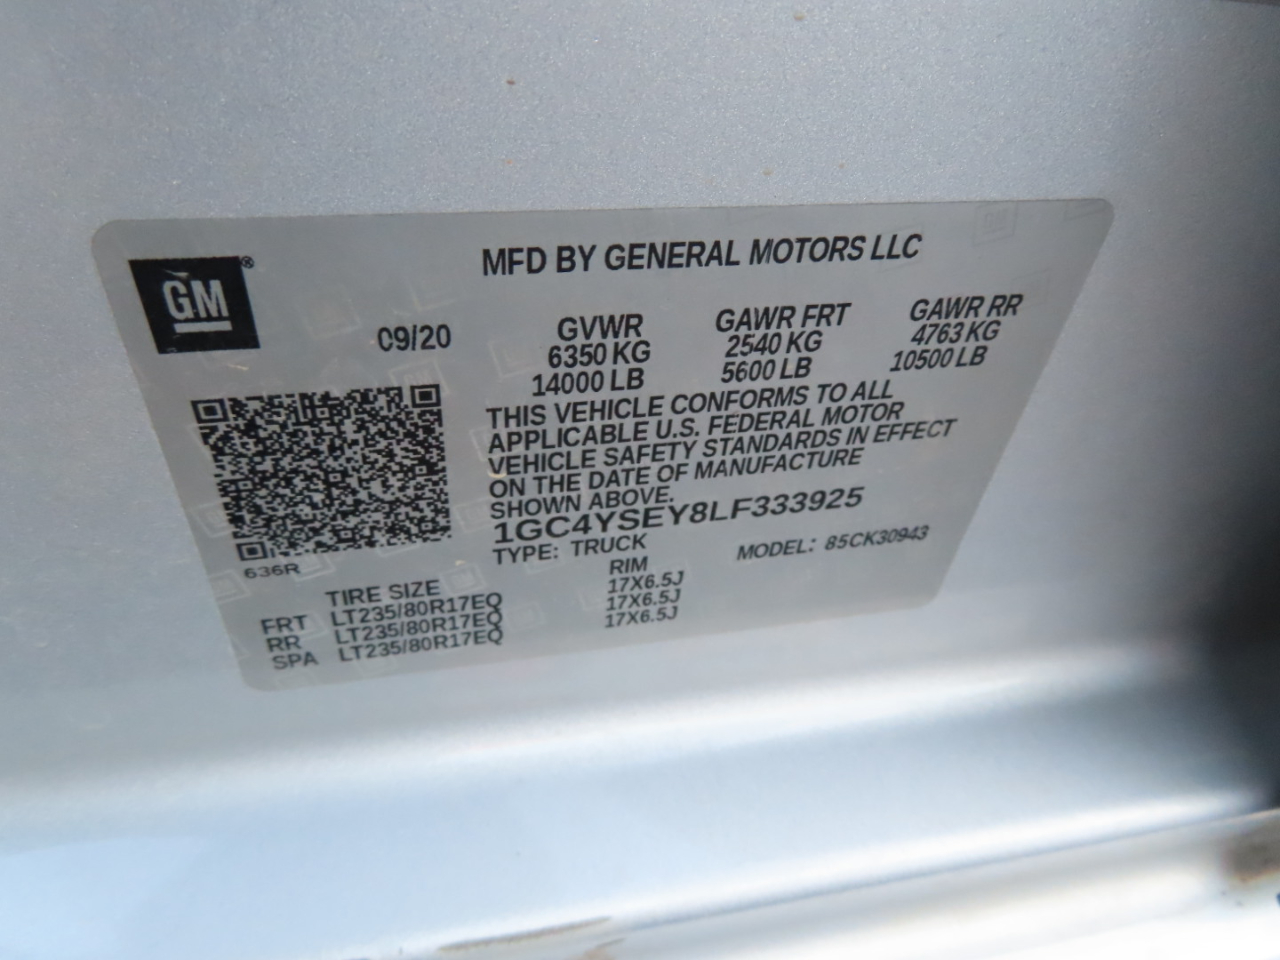 GM®
MFD BY GENERAL MOTORS LLC
09/20
GVWR
6350 KG
14000 LB
GAWR FRT
2540 KG
5600 LB
GAWR RR
4763 KG
10500 LB
THIS VEHICLE CONFORMS TO ALL
APPLICABLE U.S. FEDERAL MOTOR
VEHICLE SAFETY STANDARDS IN EFFECT
ON THE DATE OF MANUFACTURE
SHOWN ABOVE.
1GC4YSEY8LF333925
TYPE: TRUCK
MODEL: 85CK30943
636R
TIRE SIZE RIM
FRT LT235/80R17EQ 17X6.5J
RR LT235/80R17EQ 17X6.5J
SPA LT235/80R17EQ 17X6.5J